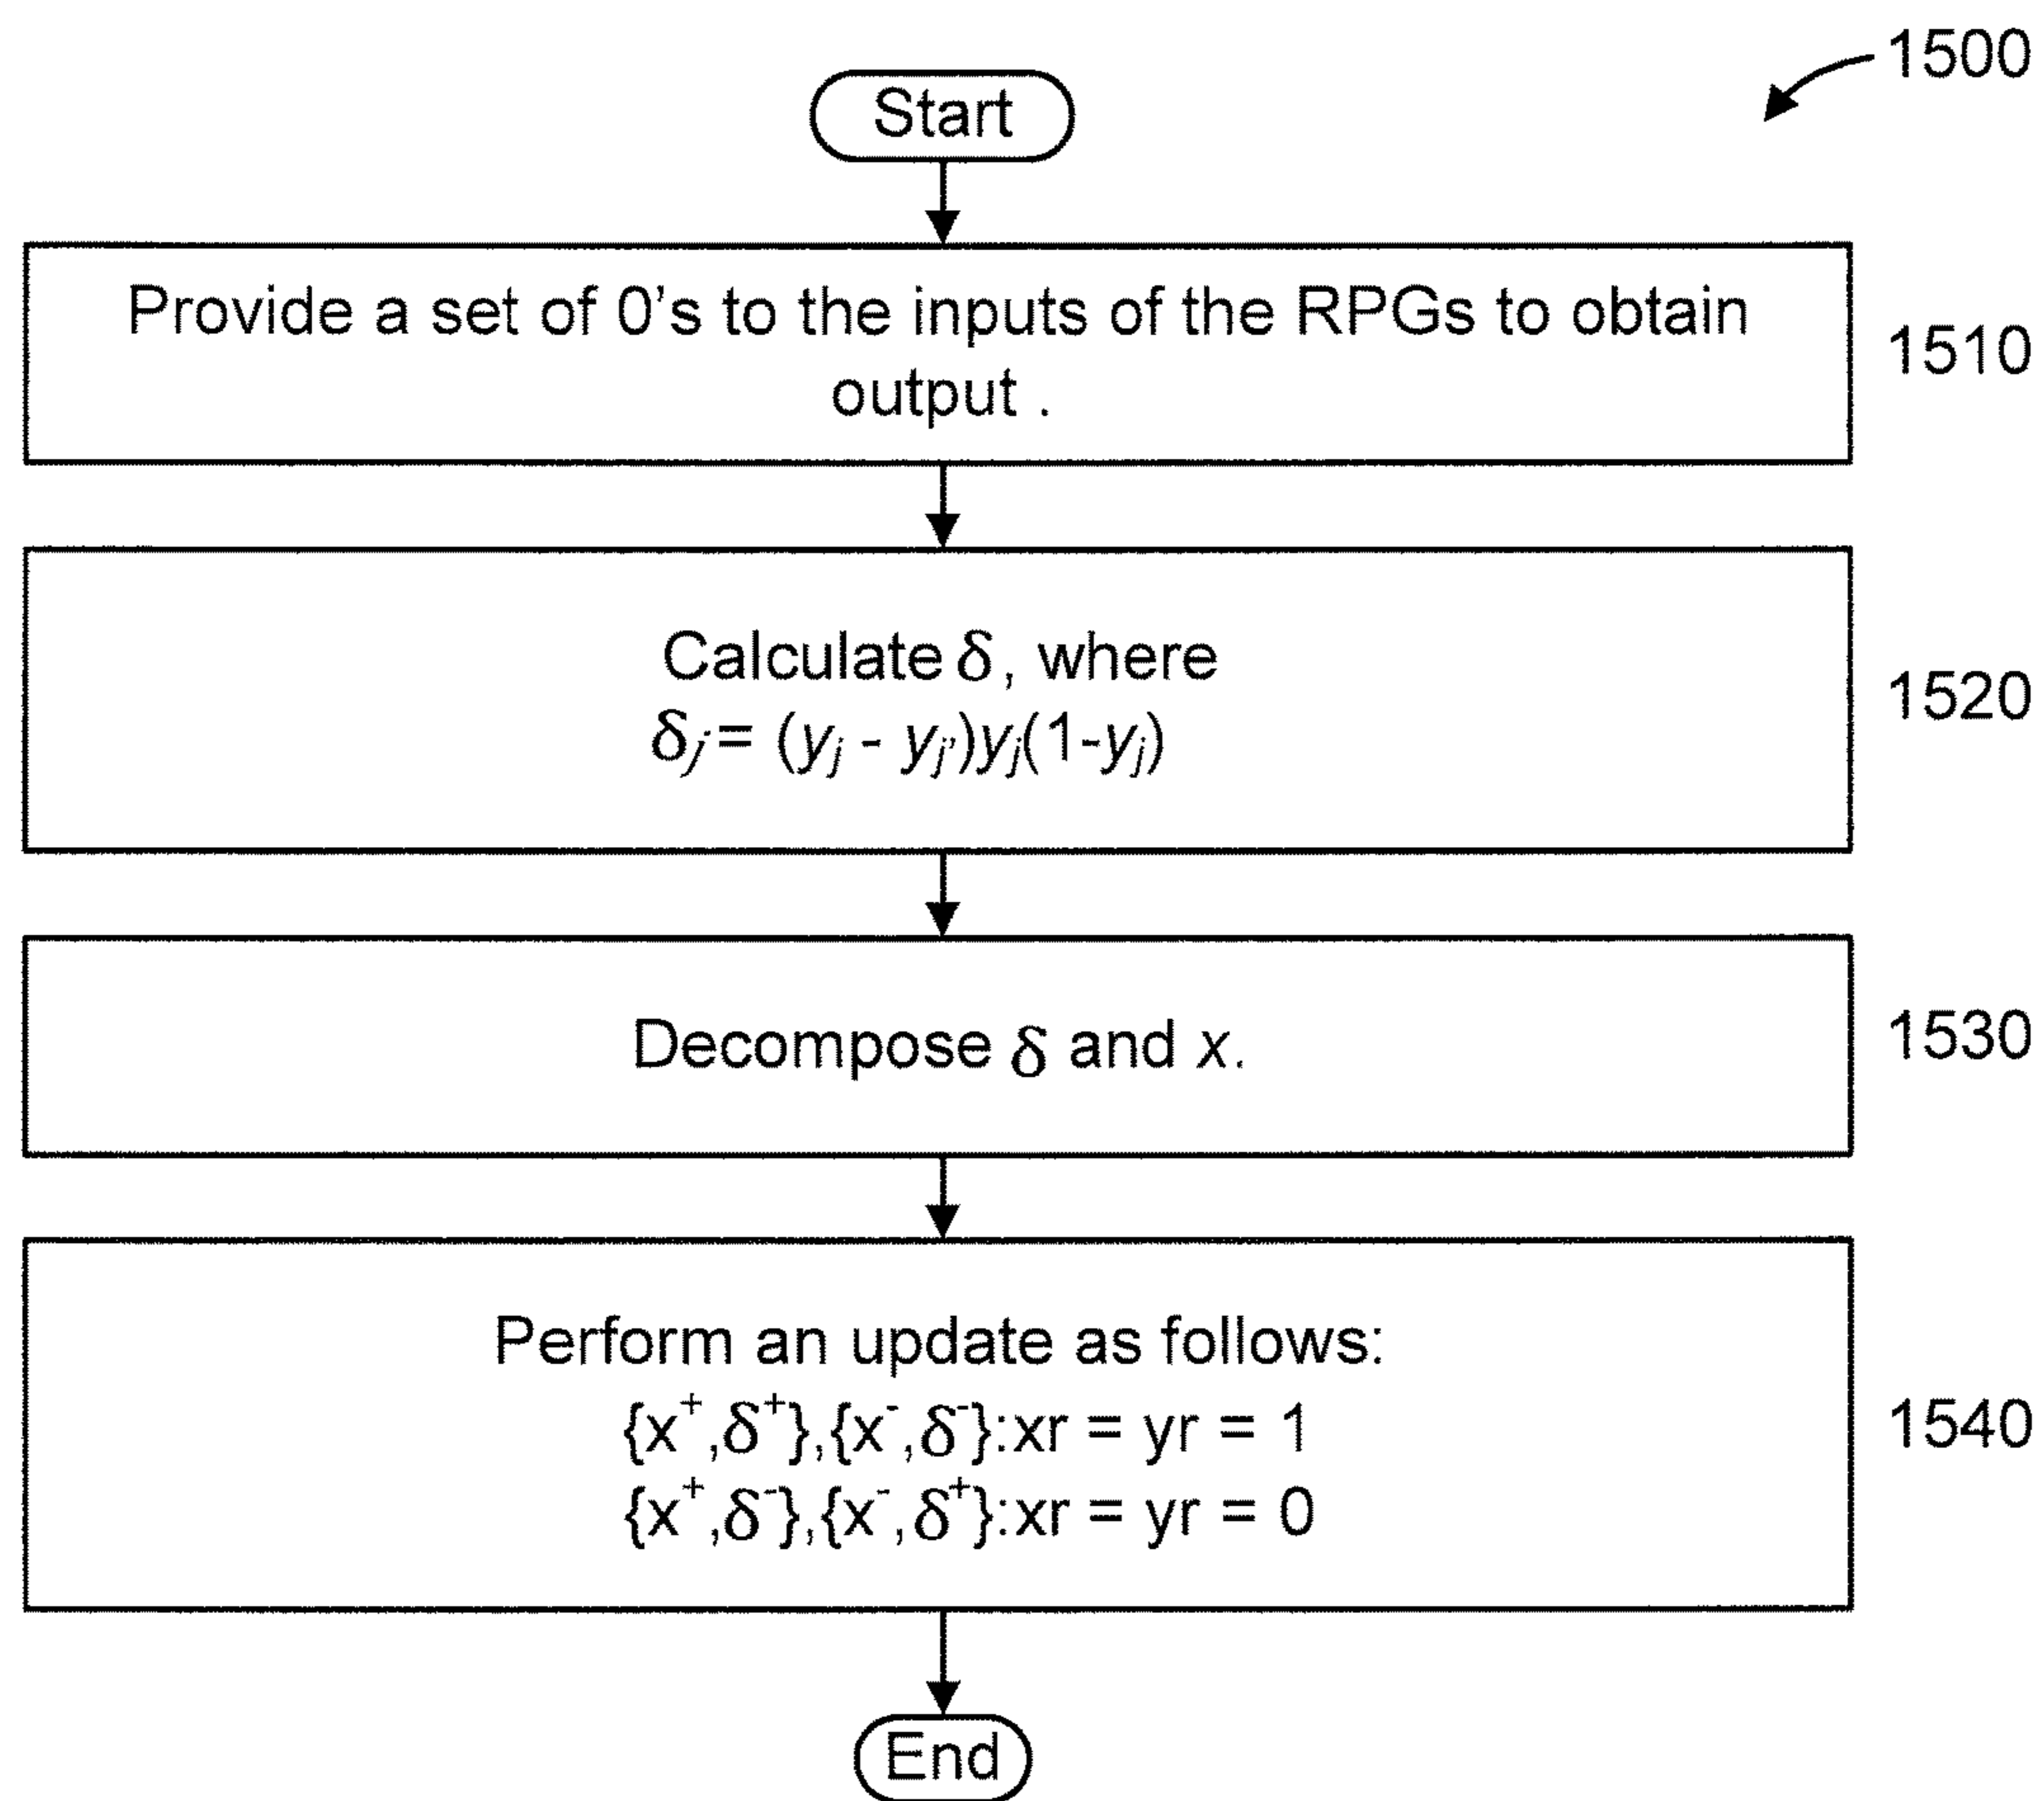 1500
Start
Provide a set of 0's to the inputs of the RPGs to obtain
output .
1510
Calculate δ, where
δj = (yj - yj')yj(1-yj)
1520
Decompose δ and x.
1530
Perform an update as follows:
{x⁺,δ⁺},{x⁻,δ⁻}:xr = yr = 1
{x⁺,δ⁻},{x⁻,δ⁺}:xr = yr = 0
1540
End